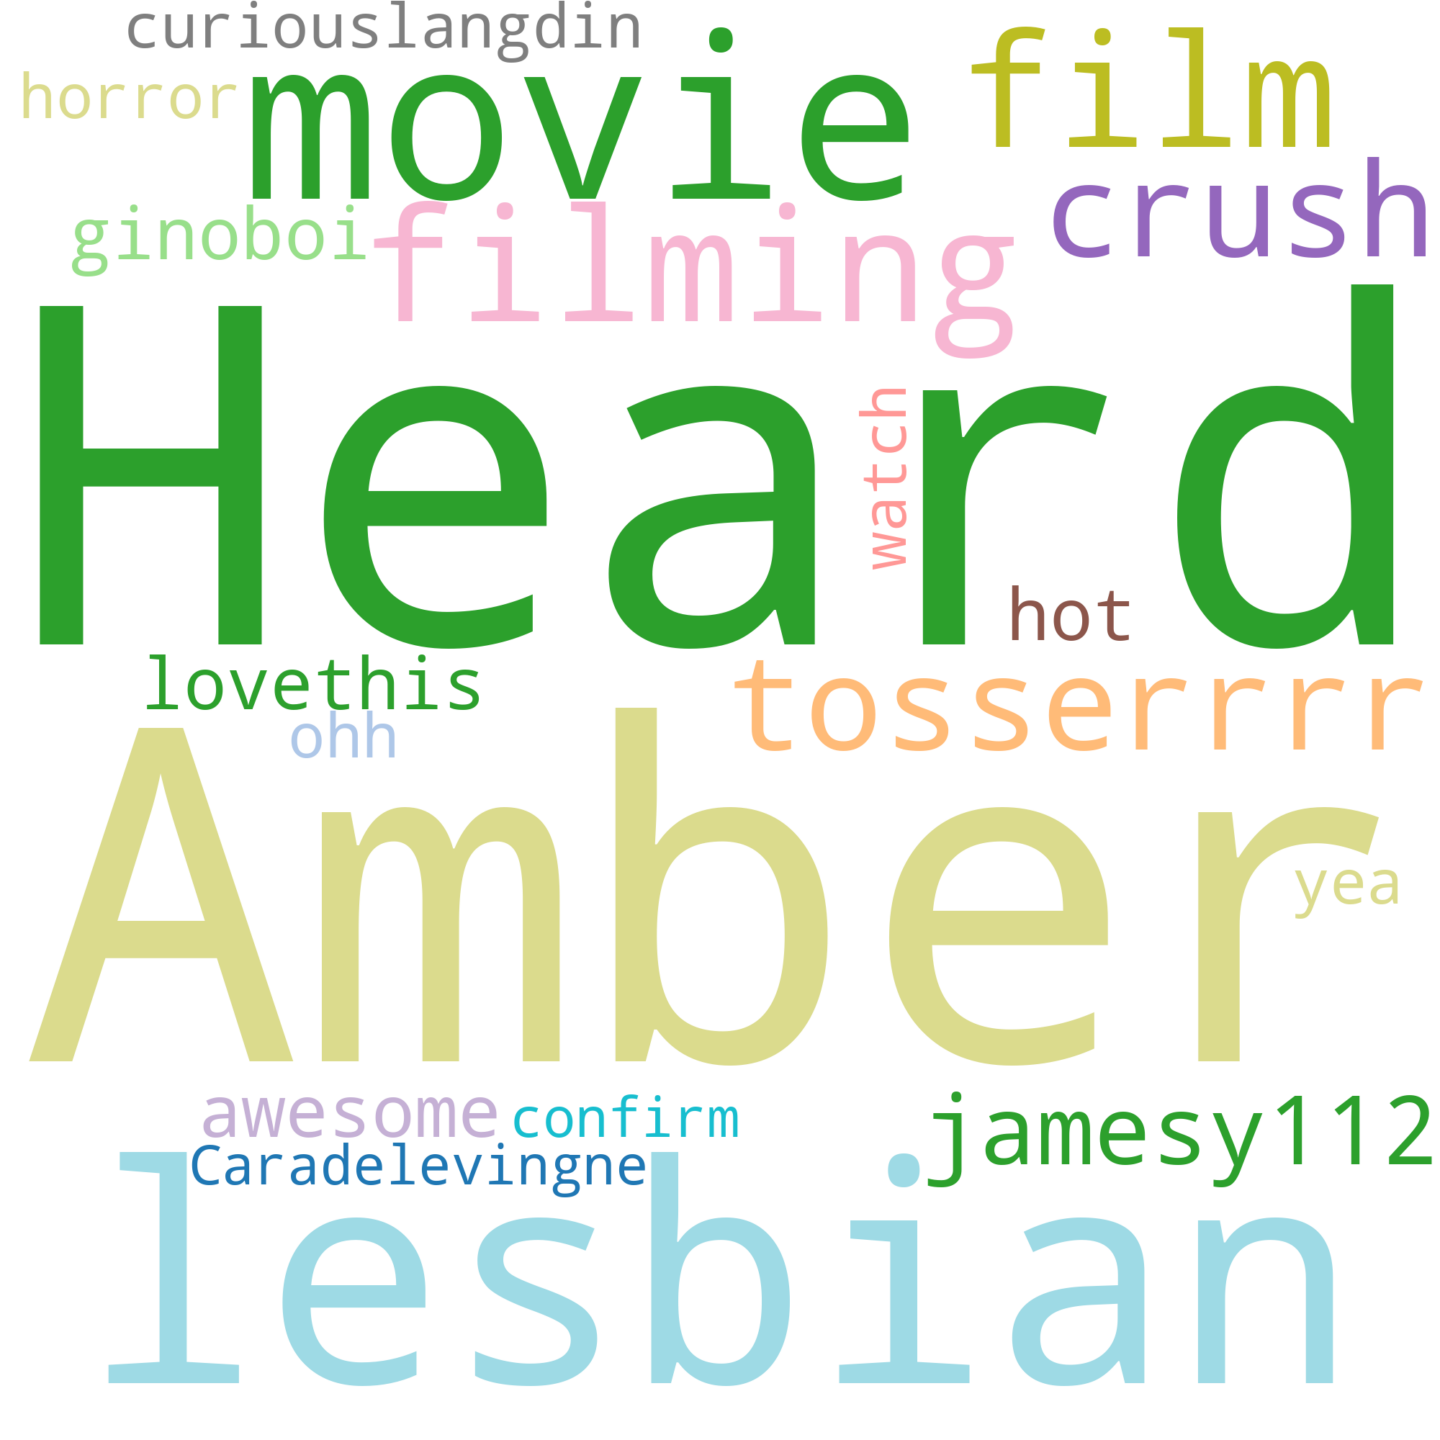 curiouslangdin
horror
movie
film
ginoboi
filming
crush
Heard
watch
hot
lovethis
tosserrrr
ohh
Amber
yea
awesome
confirm
jamesy112
Caradelevingne
lesbian